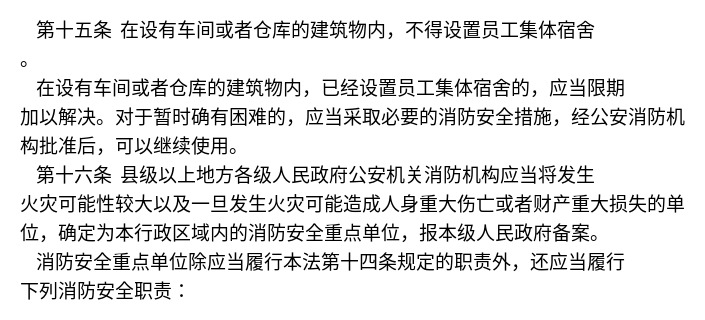 第十五条 在设有车间或者仓库的建筑物内，不得设置员工集体宿舍
。
在设有车间或者仓库的建筑物内，已经设置员工集体宿舍的，应当限期
加以解决。对于暂时确有困难的，应当采取必要的消防安全措施，经公安消防机
构批准后，可以继续使用。
第十六条 县级以上地方各级人民政府公安机关消防机构应当将发生
火灾可能性较大以及一旦发生火灾可能造成人身重大伤亡或者财产重大损失的单
位，确定为本行政区域内的消防安全重点单位，报本级人民政府备案。
消防安全重点单位除应当履行本法第十四条规定的职责外，还应当履行
下列消防安全职责：